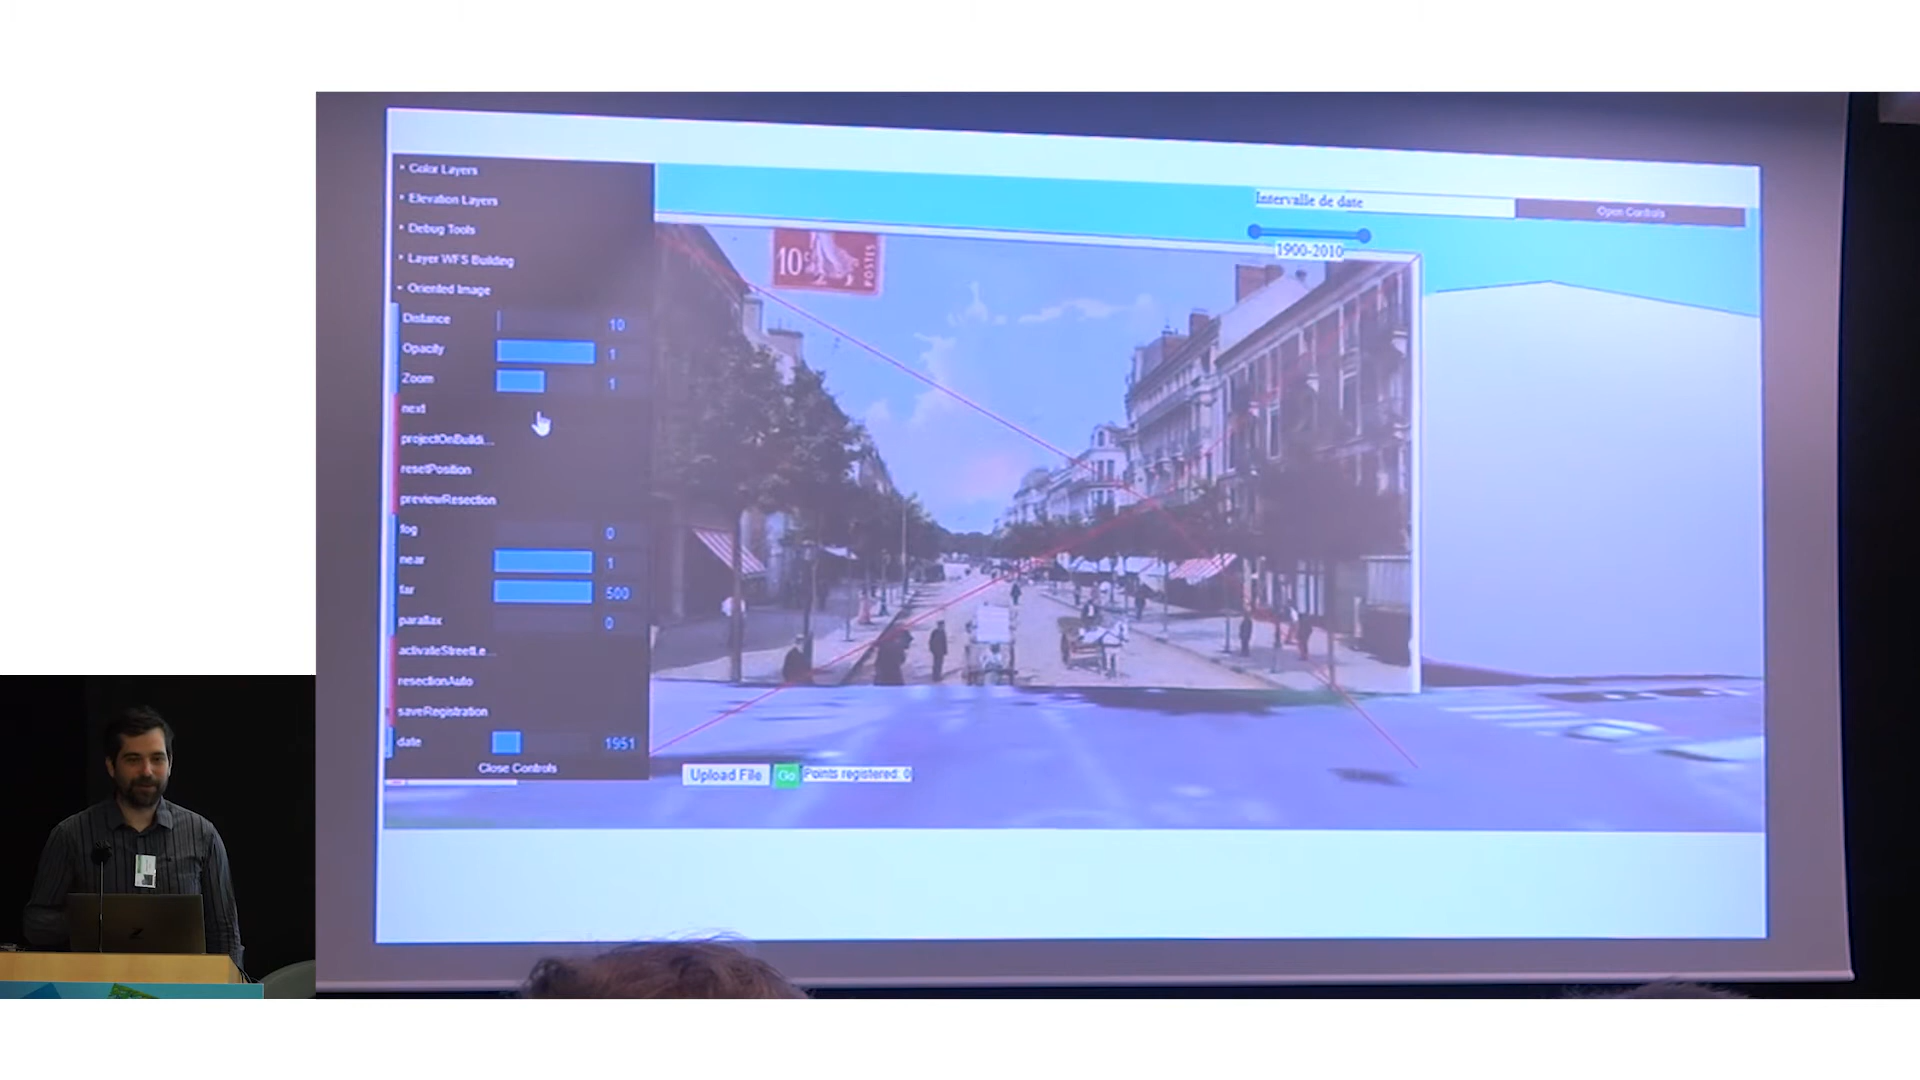 Color Layers
Elevation Layers
Debug Tools
Layer WFS Building
Oriented Image
Distance 10
Opacity 1
Zoom 1
next
projectOnBuildi...
resetPosition
previewResection
fog 0
near 1
far 500
parallax 0
activateStreetLe...
resectionAuto
saveRegistration
date 1951
Close Controls
10c
POSTES
Intervalle de date
1900-2010
Open Controls
Upload File Go Points registered: 0